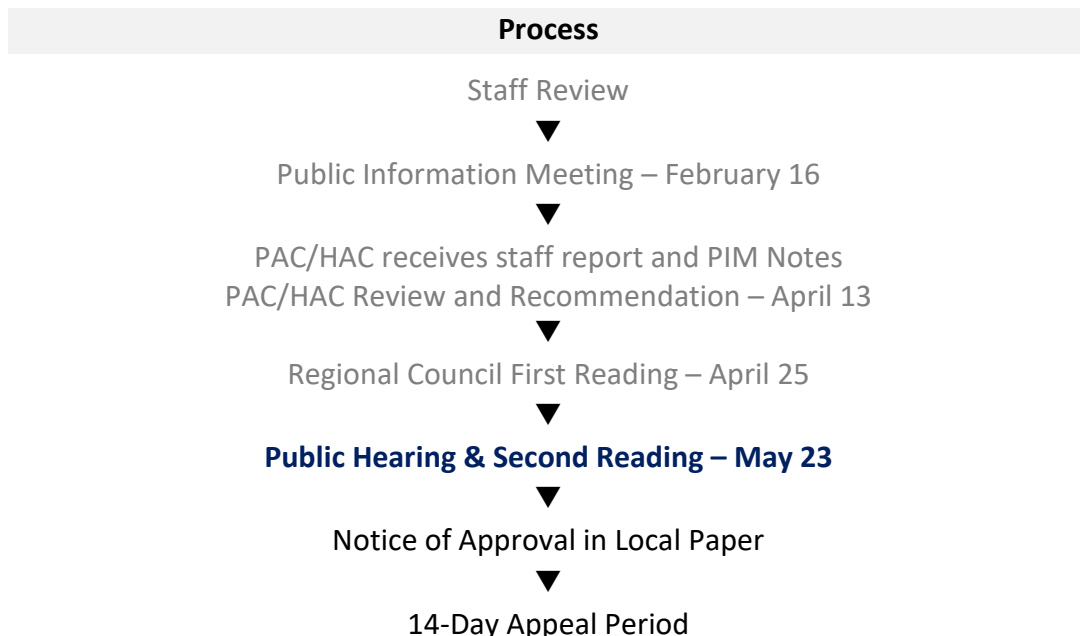 Process
Staff Review
Public Information Meeting – February 16
PAC/HAC receives staff report and PIM Notes
PAC/HAC Review and Recommendation – April 13
Regional Council First Reading – April 25
Public Hearing & Second Reading – May 23
Notice of Approval in Local Paper
14-Day Appeal Period